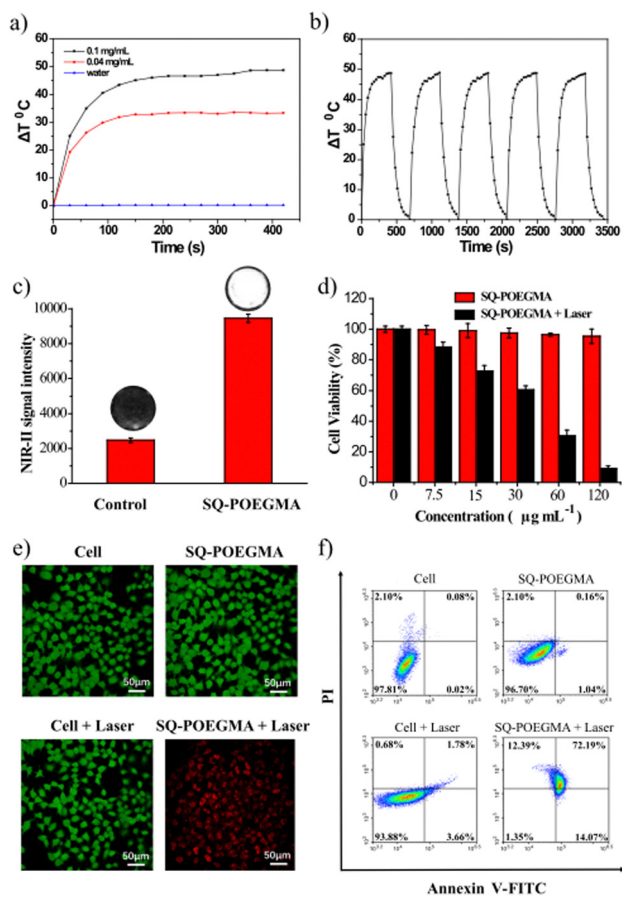 a)
60
50
40
30
20
10
0
ΔT ⁰C
0.1 mg/mL
0.04 mg/mL
water
0 100 200 300 400
Time (s)
b)
60
50
40
30
20
10
0
ΔT ⁰C
0 500 1000 1500 2000 2500 3000 3500
Time (s)
c)
10000
8000
6000
4000
2000
0
NIR-II signal intensity
Control SQ-POEGMA
d)
120
100
80
60
40
20
0
Cell Viability (%)
SQ-POEGMA
SQ-POEGMA + Laser
0 7.5 15 30 60 120
Concentration ( µg mL⁻¹)
e)
Cell SQ-POEGMA
50µm 50µm
Cell + Laser SQ-POEGMA + Laser
50µm 50µm
f)
PI
Cell SQ-POEGMA
2.10% 0.08% 2.10% 0.16%
97.81% 0.02% 96.70% 1.04%
Cell + Laser SQ-POEGMA + Laser
0.68% 1.78% 12.39% 72.19%
93.88% 3.66% 1.35% 14.07%
Annexin V-FITC